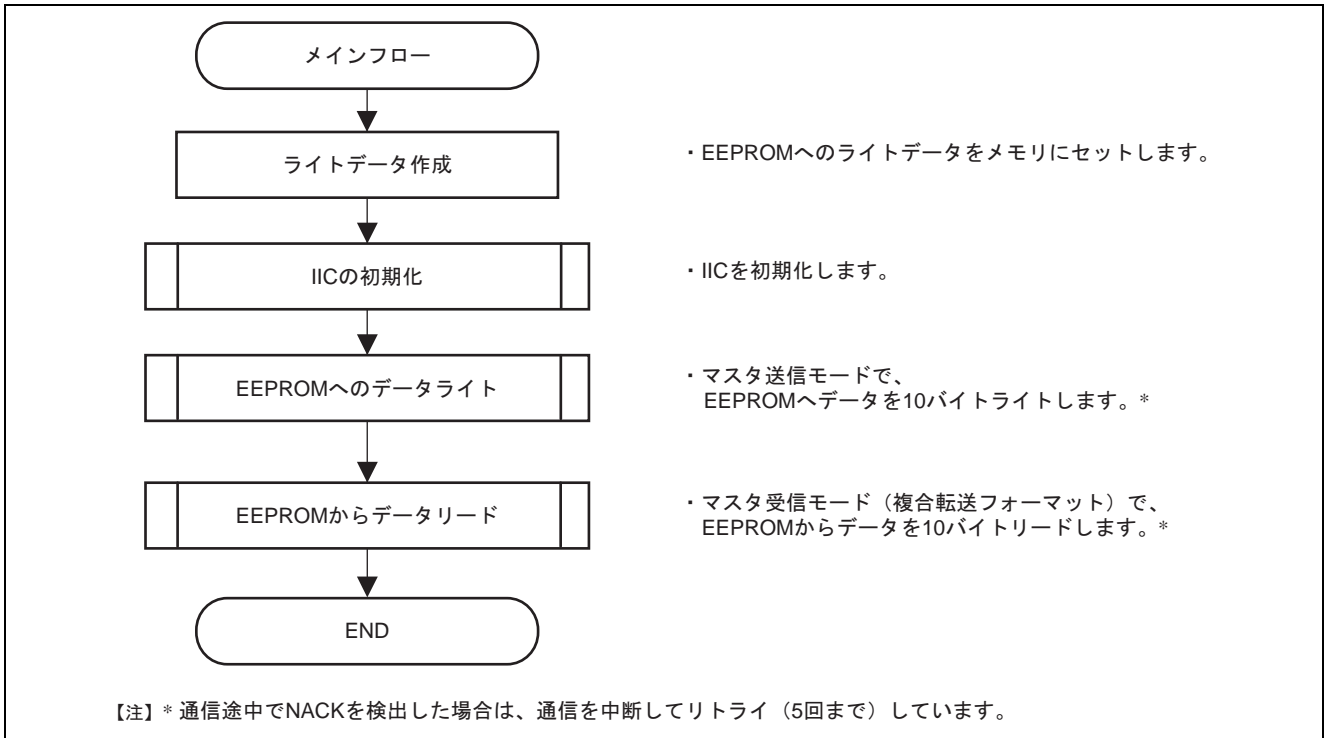 メインフロー
ライトデータ作成
・EEPROMへのライトデータをメモリにセットします。
IICの初期化
・IICを初期化します。
EEPROMへのデータライト
・マスタ送信モードで、
EEPROMへデータを10バイトライトします。*
EEPROMからデータリード
・マスタ受信モード（複合転送フォーマット）で、
EEPROMからデータを10バイトリードします。*
END
【注】* 通信途中でNACKを検出した場合は、通信を中断してリトライ（5回まで）しています。